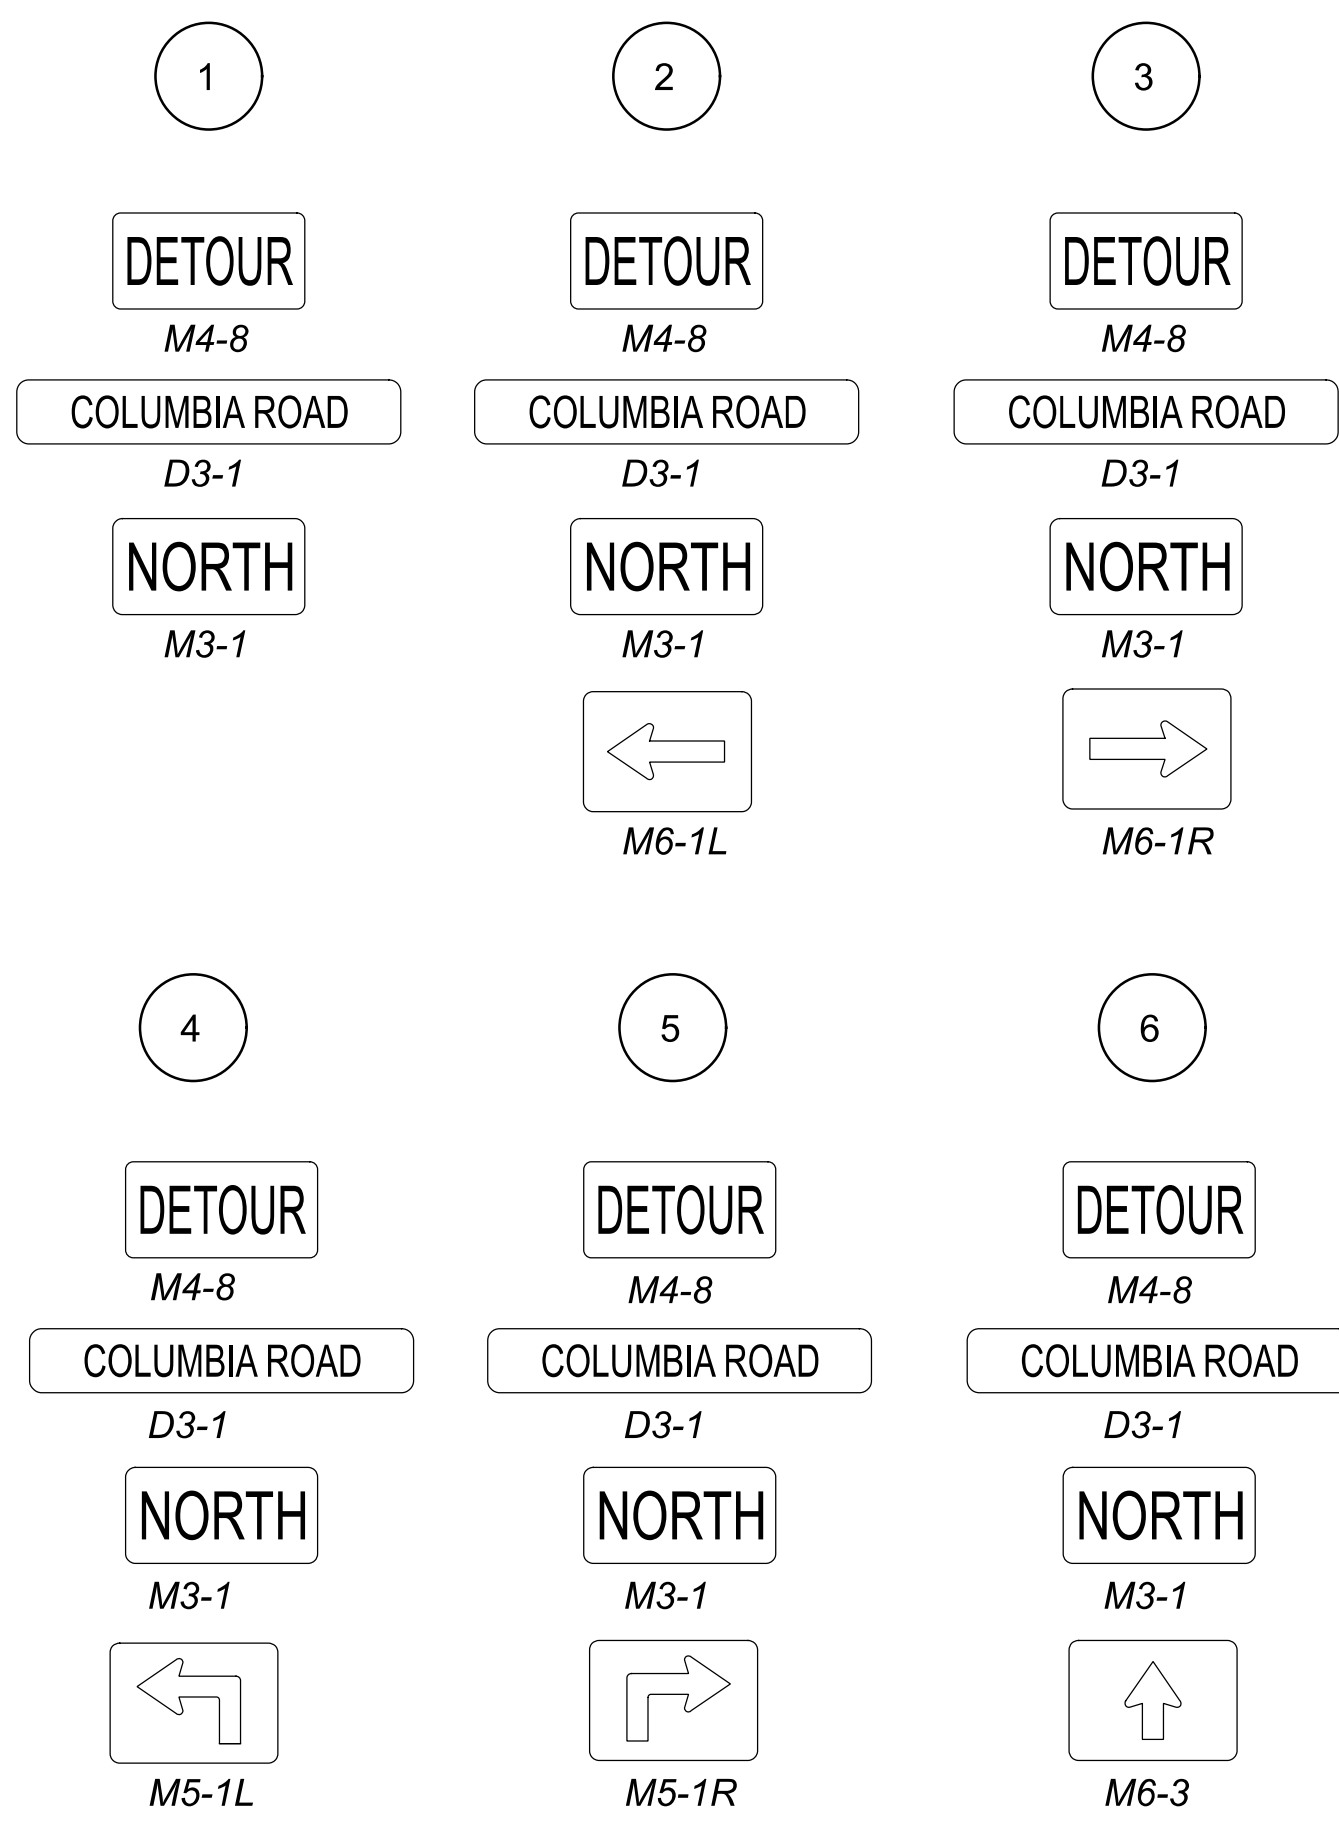 1
2
3
DETOUR
DETOUR
DETOUR
M4-8
M4-8
M4-8
COLUMBIA ROAD
COLUMBIA ROAD
COLUMBIA ROAD
D3-1
D3-1
D3-1
NORTH
NORTH
NORTH
M3-1
M3-1
M3-1
M6-1L
M6-1R
4
5
6
DETOUR
DETOUR
DETOUR
M4-8
M4-8
M4-8
COLUMBIA ROAD
COLUMBIA ROAD
COLUMBIA ROAD
D3-1
D3-1
D3-1
NORTH
NORTH
NORTH
M3-1
M3-1
M3-1
M5-1L
M5-1R
M6-3